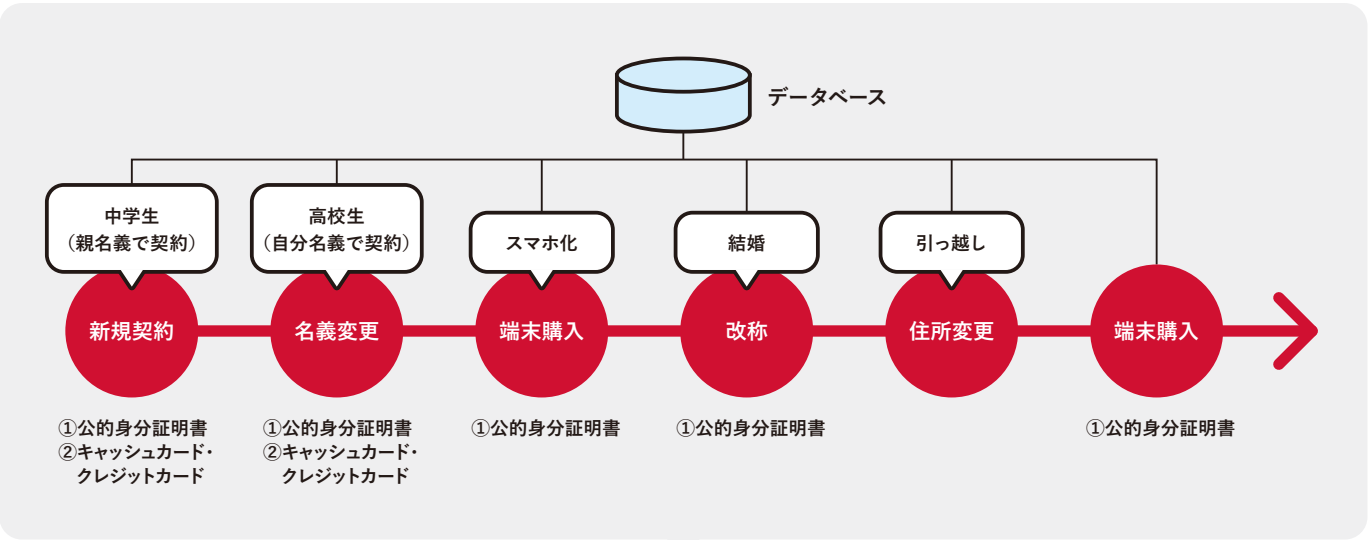 データベース
中学生
（親名義で契約）
高校生
（自分名義で契約）
スマホ化
結婚
引っ越し
新規契約
名義変更
端末購入
改称
住所変更
端末購入
①公的身分証明書
②キャッシュカード・
クレジットカード
①公的身分証明書
②キャッシュカード・
クレジットカード
①公的身分証明書
①公的身分証明書
①公的身分証明書